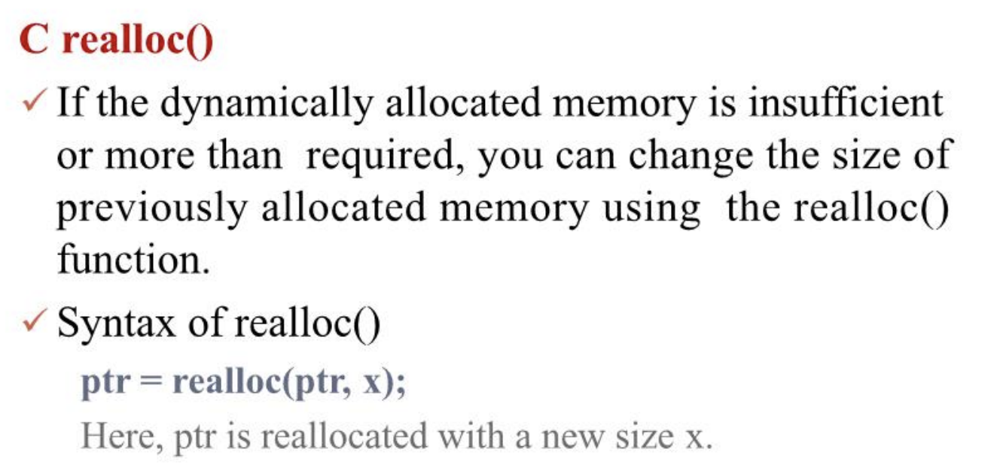 C realloc()
✓ If the dynamically allocated memory is insufficient
or more than required, you can change the size of
previously allocated memory using the realloc()
function.
✓ Syntax of realloc()
ptr = realloc(ptr, x);
Here, ptr is reallocated with a new size x.